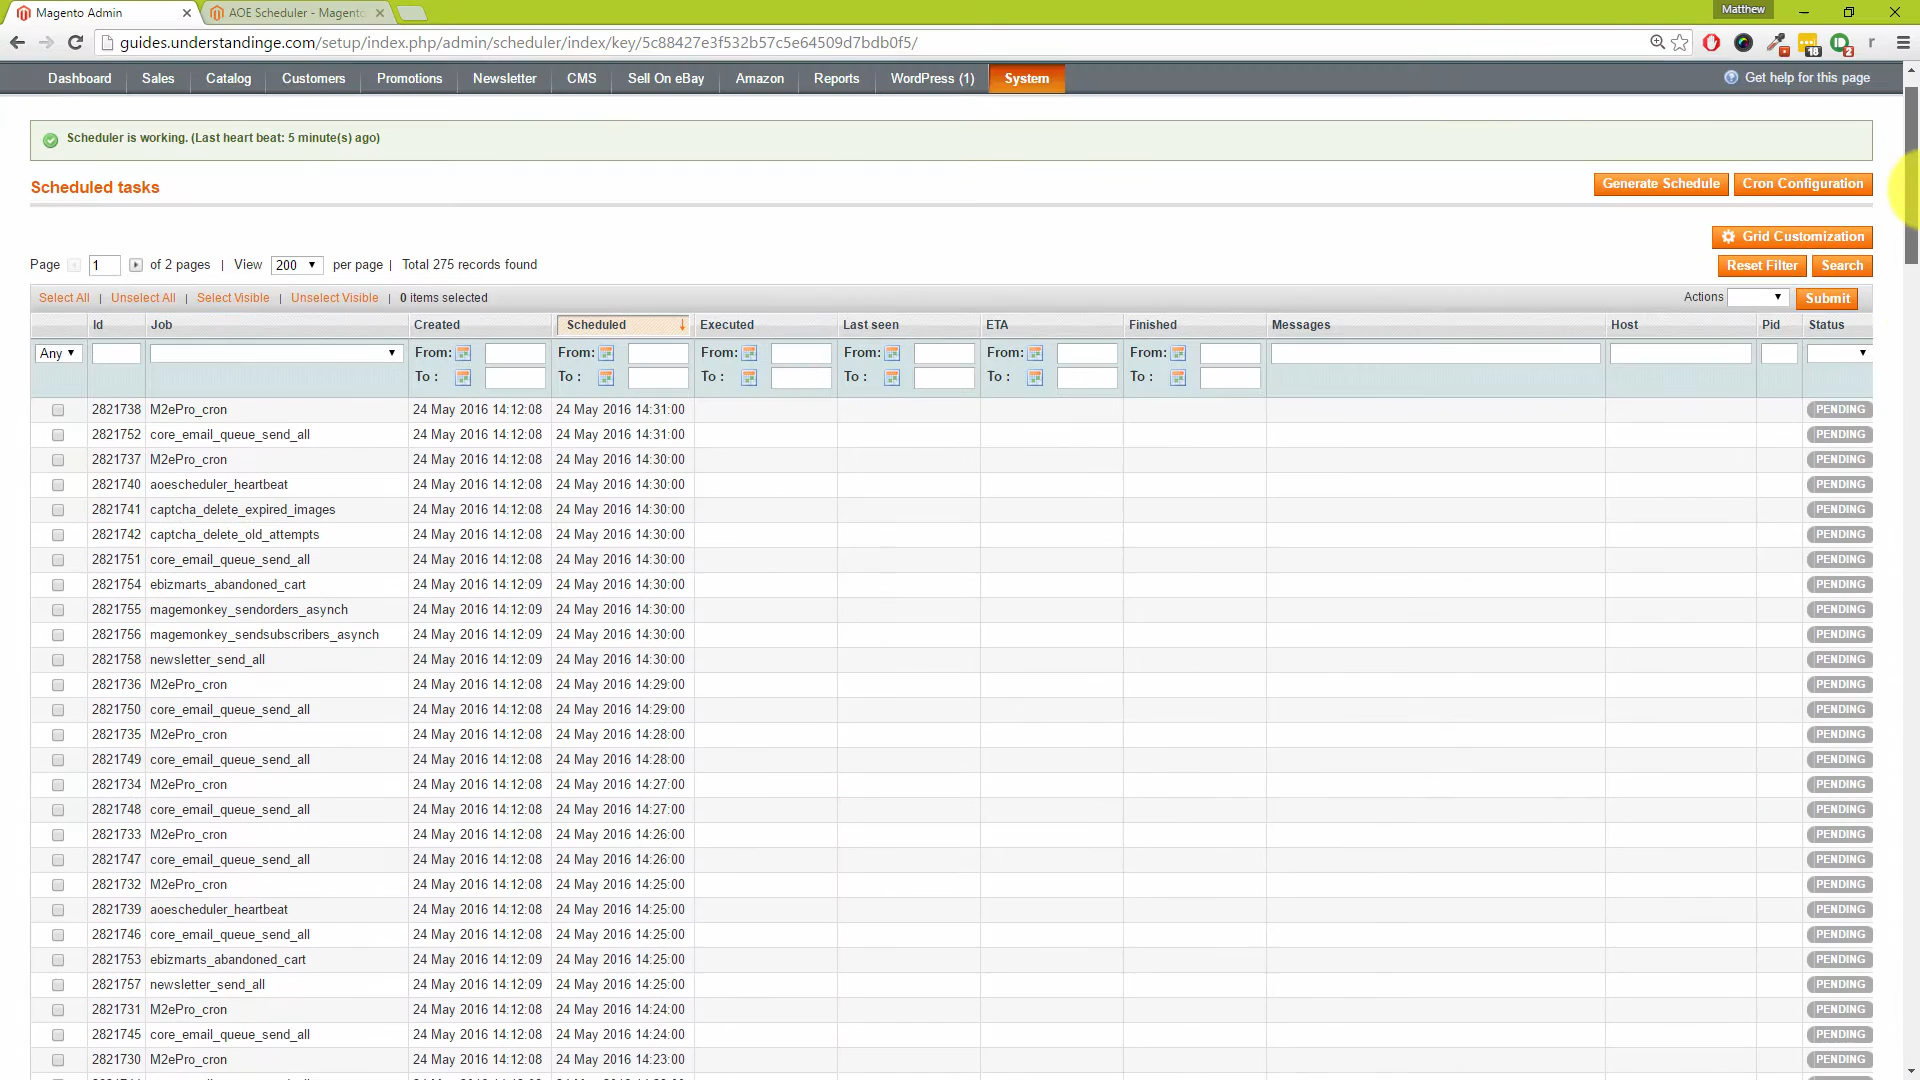 Magento Admin
AOE Scheduler - Magento
Matthew
guides.understandinge.com/setup/index.php/admin/scheduler/index/key/5c88427e3f532b57c5e64509d7bdb0f5/
18
2
r
Dashboard Sales Catalog Customers Promotions Newsletter CMS Sell On eBay Amazon Reports WordPress (1) System Get help for this page
Scheduler is working. (Last heart beat: 5 minute(s) ago)
Scheduled tasks Generate Schedule Cron Configuration
Grid Customization
Page 1 of 2 pages | View 200 per page | Total 275 records found Reset Filter Search
Select All | Unselect All | Select Visible | Unselect Visible | 0 items selected Actions Submit
Id Job Created Scheduled Executed Last seen ETA Finished Messages Host Pid Status
Any From: From: From: From: From: From:
To : To : To : To : To : To :
2821738 M2ePro_cron 24 May 2016 14:12:08 24 May 2016 14:31:00 PENDING
2821752 core_email_queue_send_all 24 May 2016 14:12:08 24 May 2016 14:31:00 PENDING
2821737 M2ePro_cron 24 May 2016 14:12:08 24 May 2016 14:30:00 PENDING
2821740 aoescheduler_heartbeat 24 May 2016 14:12:08 24 May 2016 14:30:00 PENDING
2821741 captcha_delete_expired_images 24 May 2016 14:12:08 24 May 2016 14:30:00 PENDING
2821742 captcha_delete_old_attempts 24 May 2016 14:12:08 24 May 2016 14:30:00 PENDING
2821751 core_email_queue_send_all 24 May 2016 14:12:08 24 May 2016 14:30:00 PENDING
2821754 ebizmarts_abandoned_cart 24 May 2016 14:12:09 24 May 2016 14:30:00 PENDING
2821755 magemonkey_sendorders_asynch 24 May 2016 14:12:09 24 May 2016 14:30:00 PENDING
2821756 magemonkey_sendsubscribers_asynch 24 May 2016 14:12:09 24 May 2016 14:30:00 PENDING
2821758 newsletter_send_all 24 May 2016 14:12:09 24 May 2016 14:30:00 PENDING
2821736 M2ePro_cron 24 May 2016 14:12:08 24 May 2016 14:29:00 PENDING
2821750 core_email_queue_send_all 24 May 2016 14:12:08 24 May 2016 14:29:00 PENDING
2821735 M2ePro_cron 24 May 2016 14:12:08 24 May 2016 14:28:00 PENDING
2821749 core_email_queue_send_all 24 May 2016 14:12:08 24 May 2016 14:28:00 PENDING
2821734 M2ePro_cron 24 May 2016 14:12:08 24 May 2016 14:27:00 PENDING
2821748 core_email_queue_send_all 24 May 2016 14:12:08 24 May 2016 14:27:00 PENDING
2821733 M2ePro_cron 24 May 2016 14:12:08 24 May 2016 14:26:00 PENDING
2821747 core_email_queue_send_all 24 May 2016 14:12:08 24 May 2016 14:26:00 PENDING
2821732 M2ePro_cron 24 May 2016 14:12:08 24 May 2016 14:25:00 PENDING
2821739 aoescheduler_heartbeat 24 May 2016 14:12:08 24 May 2016 14:25:00 PENDING
2821746 core_email_queue_send_all 24 May 2016 14:12:08 24 May 2016 14:25:00 PENDING
2821753 ebizmarts_abandoned_cart 24 May 2016 14:12:09 24 May 2016 14:25:00 PENDING
2821757 newsletter_send_all 24 May 2016 14:12:09 24 May 2016 14:25:00 PENDING
2821731 M2ePro_cron 24 May 2016 14:12:08 24 May 2016 14:24:00 PENDING
2821745 core_email_queue_send_all 24 May 2016 14:12:08 24 May 2016 14:24:00 PENDING
2821730 M2ePro_cron 24 May 2016 14:12:08 24 May 2016 14:23:00 PENDING